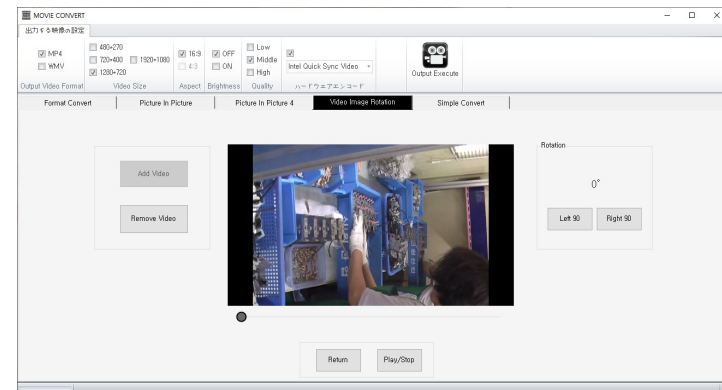 MOVIE CONVERT
出力する映像の設定
MP4
WMV
Output Video Format
480*270
720*400
1920*1080
1280*720
Video Size
16:9
4:3
Aspect
OFF
ON
Brightness
Low
Middle
High
Quality
Intel Quick Sync Video
ハードウェアエンコード
Output Execute
Format Convert
Picture In Picture
Picture In Picture 4
Video Image Rotation
Simple Convert
Add Video
Remove Video
Rotation
0°
Left 90
Right 90
Return
Play/Stop